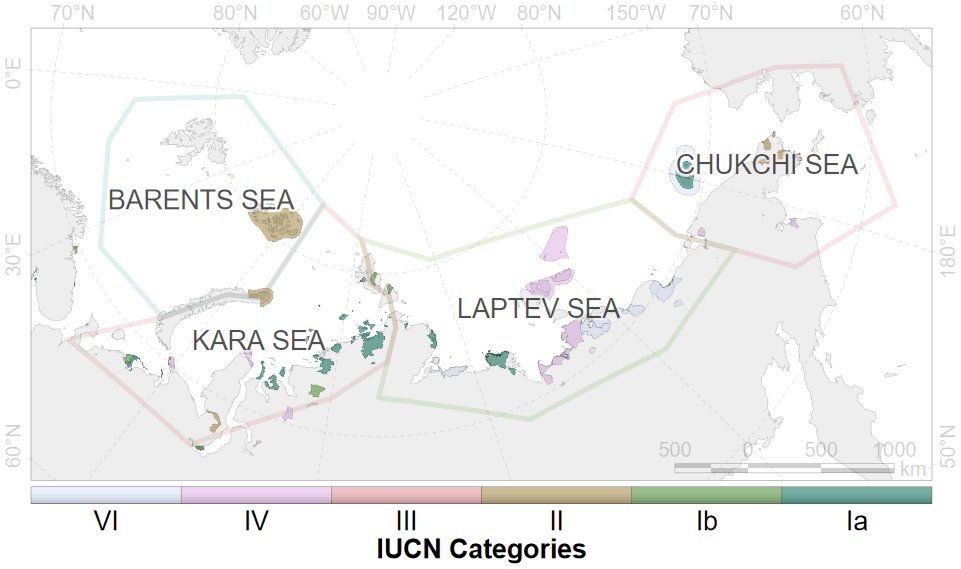 70°N 80°N 60°W 90°W 120°W 80°N 150°W 70°N 60°N
0°E
30°E
60°N
BARENTS SEA
KARA SEA
LAPTEV SEA
CHUKCHI SEA
180°E
50°N
500 0 500 1000
km
VI IV III II Ib Ia
IUCN Categories